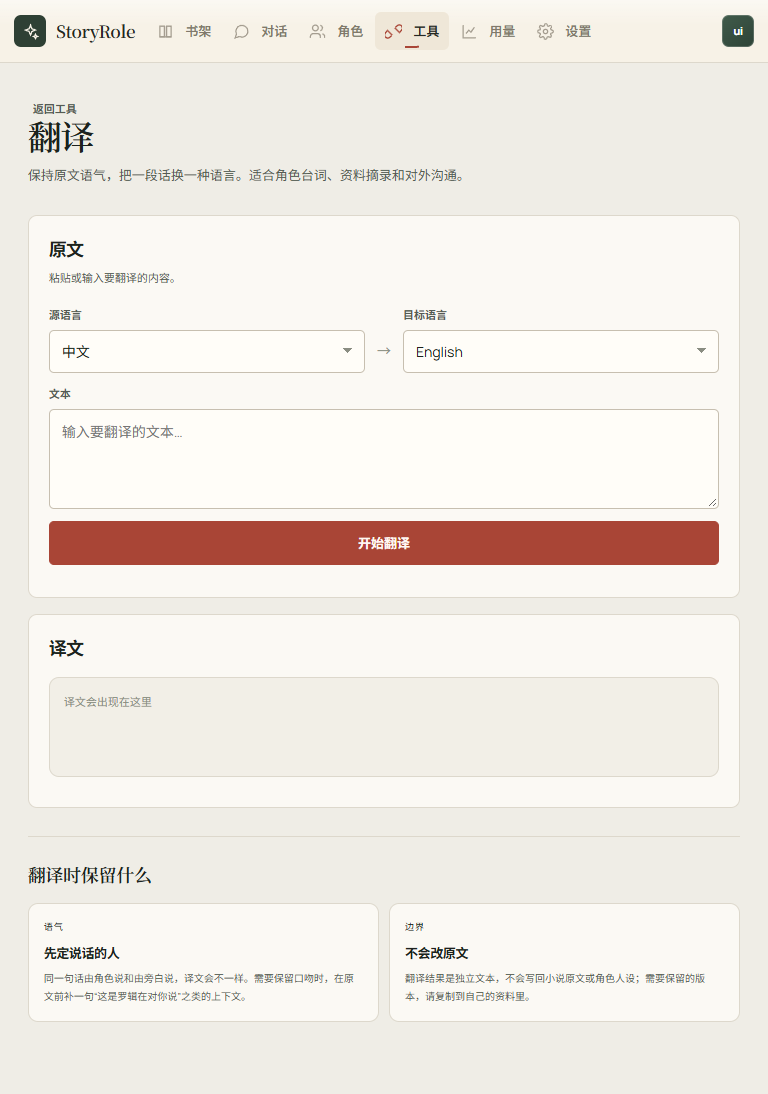 StoryRole 书架 对话 角色 工具 用量 设置 ui
返回工具
翻译
保持原文语气，把一段话换一种语言。适合角色台词、资料摘录和对外沟通。
原文
粘贴或输入要翻译的内容。
源语言 目标语言
中文 → English
文本
输入要翻译的文本…
开始翻译
译文
译文会出现在这里
翻译时保留什么
语气
先定说话的人
同一句话由角色说和由旁白说，译文会不一样。需要保留口吻时，在原
文前补一句“这是罗辑在对你说”之类的上下文。
边界
不会改原文
翻译结果是独立文本，不会写回小说原文或角色人设；需要保留的版
本，请复制到自己的资料里。